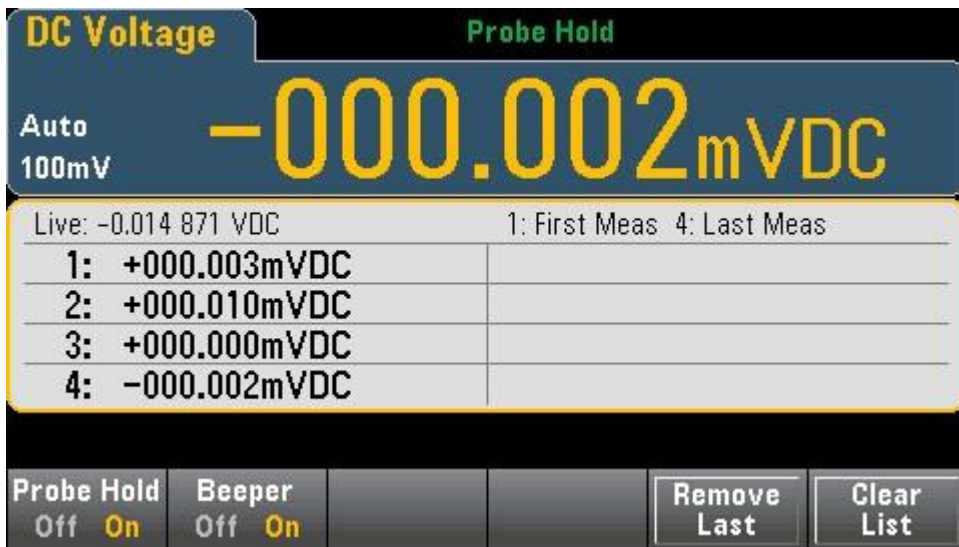 DC Voltage
Probe Hold
Auto
100mV
-000.002mVDC
Live: -0.014 871 VDC
1: First Meas 4: Last Meas
1: +000.003mVDC
2: +000.010mVDC
3: +000.000mVDC
4: -000.002mVDC
Probe Hold
Off On
Beeper
Off On
Remove
Last
Clear
List